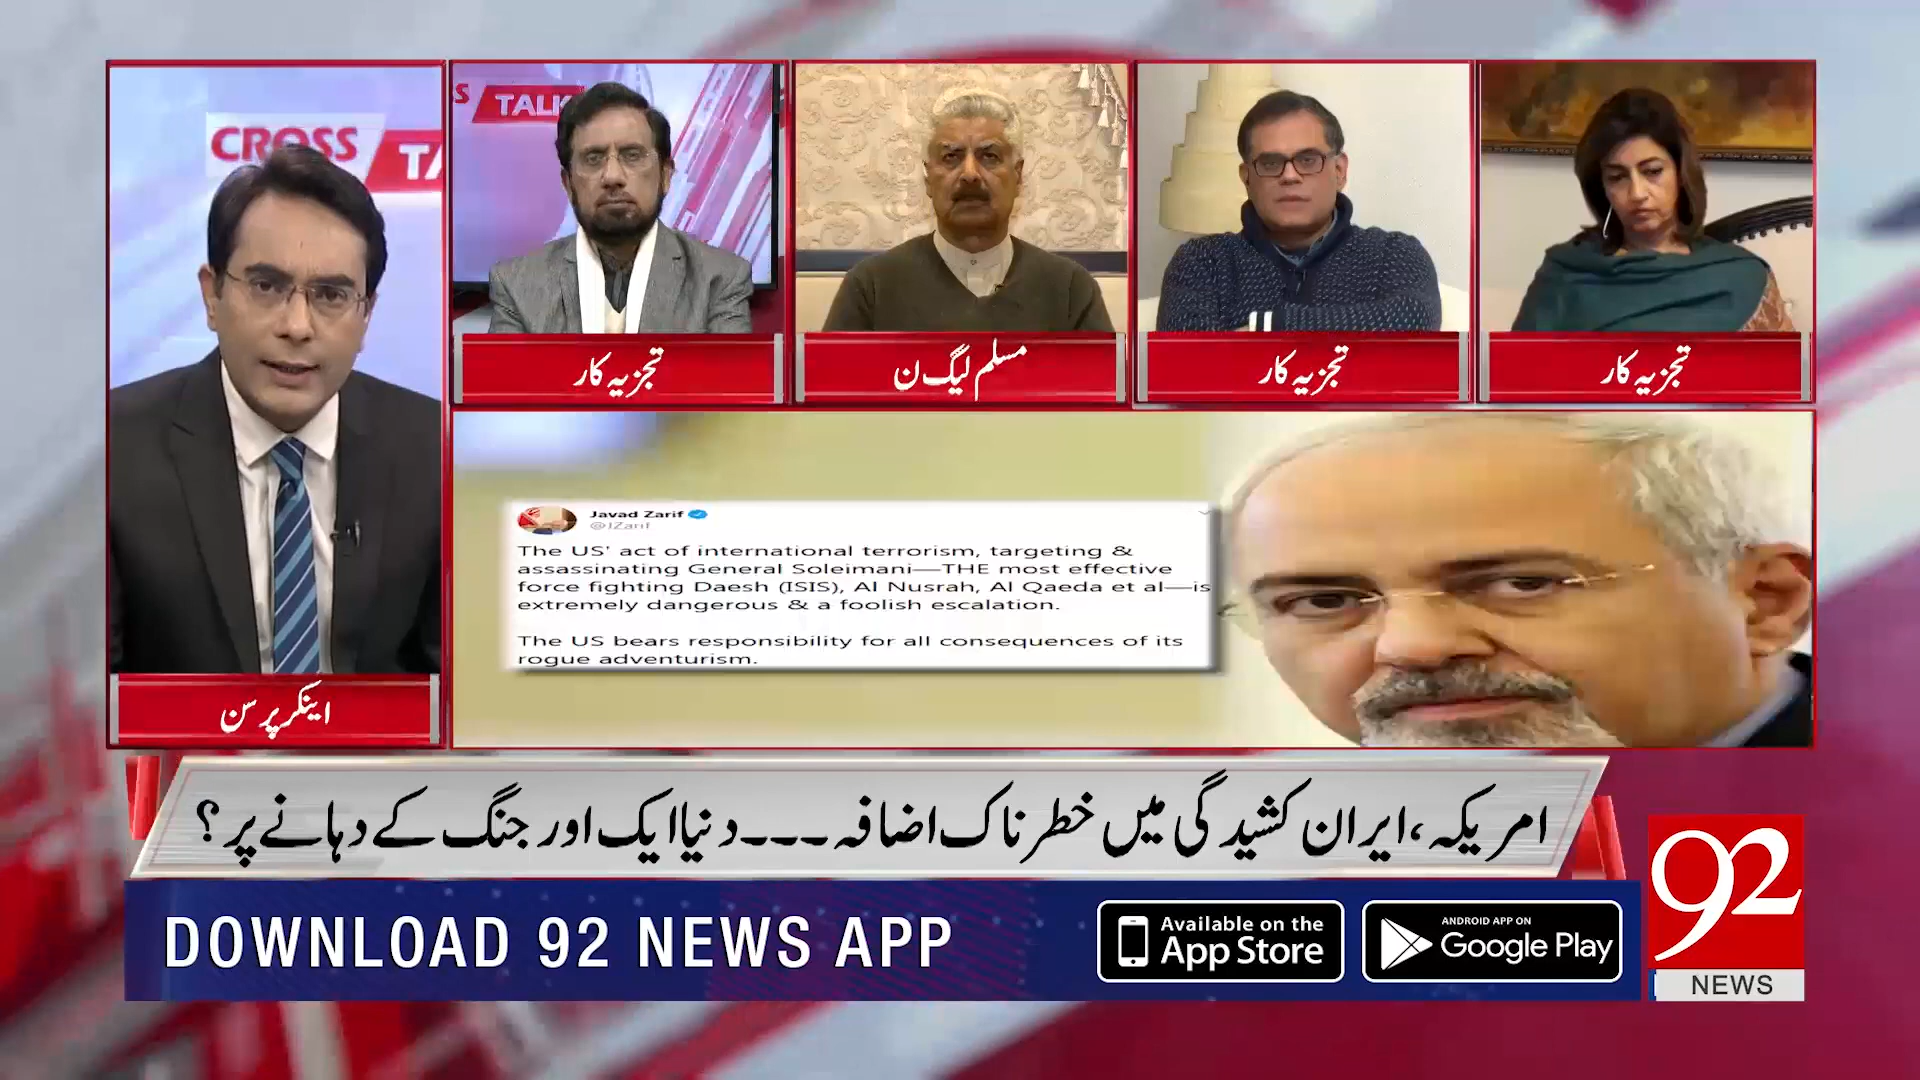 CROSS
TA
S
TALK
تجزیہ کار
مسلم لیگ ن
تجزیہ کار
تجزیہ کار
Javad Zarif
@JZarif
The US' act of international terrorism, targeting &
assassinating General Soleimani—THE most effective
force fighting Daesh (ISIS), Al Nusrah, Al Qaeda et al—is
extremely dangerous & a foolish escalation.
The US bears responsibility for all consequences of its
rogue adventurism.
اینکر پرسن
امریکہ، ایران کشیدگی میں خطرناک اضافہ۔۔۔دنیا ایک اور جنگ کے دہانے پر؟
DOWNLOAD 92 NEWS APP
Available on the
App Store
ANDROID APP ON
Google Play
92
NEWS